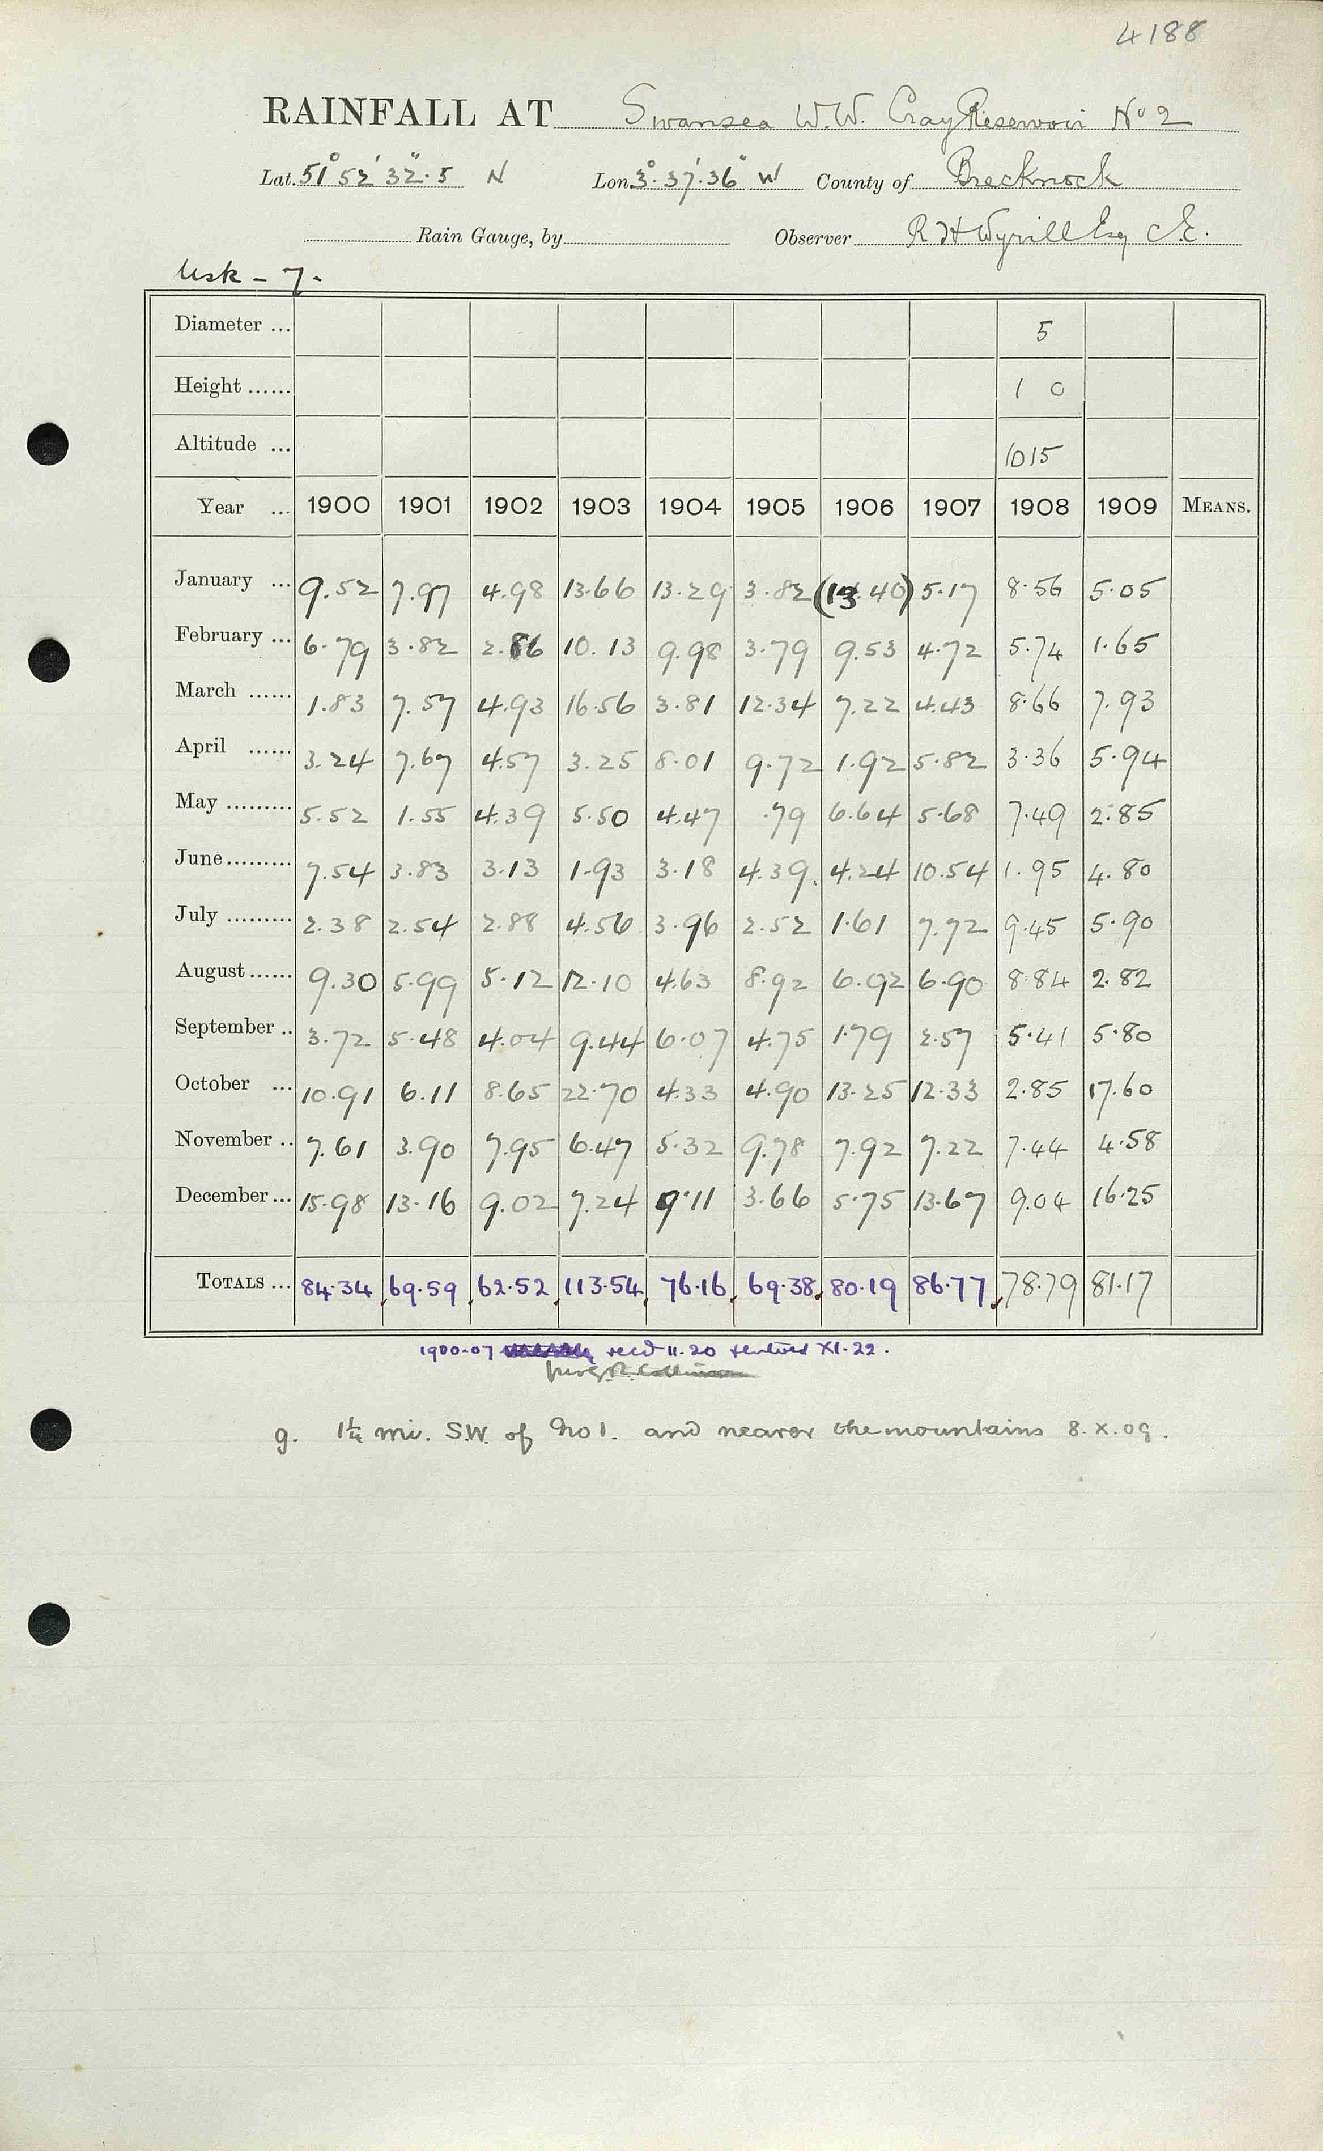 4188
RAINFALL AT Swansea W.W. Cray Reservoir No 2
Lat. 51° 52' 32".5 N Lon. 3°.37'.36" W County of Brecknock
Rain Gauge, by Observer R H Wyrill Esq C.E.
Usk - 7.
Diameter ... 5
Height ...... 1 0
Altitude ... 1015
Year ... 1900 1901 1902 1903 1904 1905 1906 1907 1908 1909 MEANS.
January ... 9.52 7.97 4.98 13.66 13.29 3.82 (13.40) 5.17 8.56 5.05
February ... 6.79 3.82 2.86 10.13 9.98 3.79 9.53 4.72 5.74 1.65
March ...... 1.83 7.57 4.93 16.56 3.81 12.34 7.22 4.43 8.66 7.93
April ...... 3.24 7.67 4.57 3.25 8.01 9.72 1.92 5.82 3.36 5.94
May ......... 5.52 1.55 4.39 5.50 4.47 .79 6.64 5.68 7.49 2.85
June ......... 7.54 3.83 3.13 1.93 3.18 4.39 4.24 10.54 1.95 4.80
July ......... 2.38 2.54 2.88 4.56 3.96 2.52 1.61 7.72 9.45 5.90
August ...... 9.30 5.99 5.12 12.10 4.63 8.92 6.92 6.90 8.84 2.82
September .. 3.72 5.48 4.04 9.44 6.07 4.75 1.79 2.57 5.41 5.80
October ... 10.91 6.11 8.65 22.70 4.33 4.90 13.25 12.33 2.85 17.60
November .. 7.61 3.90 7.95 6.47 5.32 9.78 7.92 7.22 7.44 4.58
December ... 15.98 13.16 9.02 7.24 9.11 3.66 5.75 13.67 9.04 16.25
TOTALS ... 84.34 69.59 62.52 113.54 76.16 69.38 80.19 86.77 78.79 81.17
1900-07 recd 11.20 XI.22.
g. 1¼ mi. S.W. of No 1. and nearer the mountains 8.X.09.